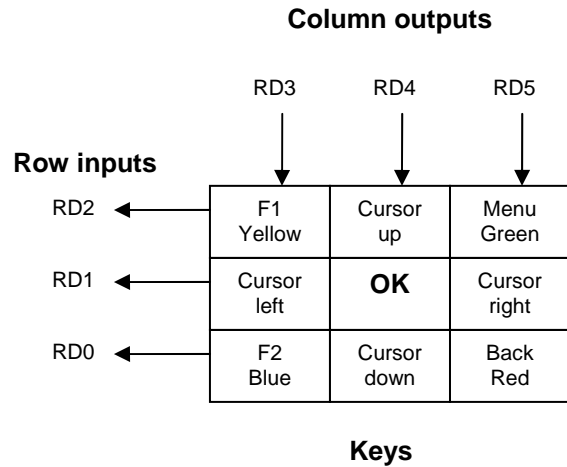 Column outputs
RD3 RD4 RD5
Row inputs
RD2
F1
Yellow
Cursor
up
Menu
Green
RD1
Cursor
left
OK
Cursor
right
RD0
F2
Blue
Cursor
down
Back
Red
Keys